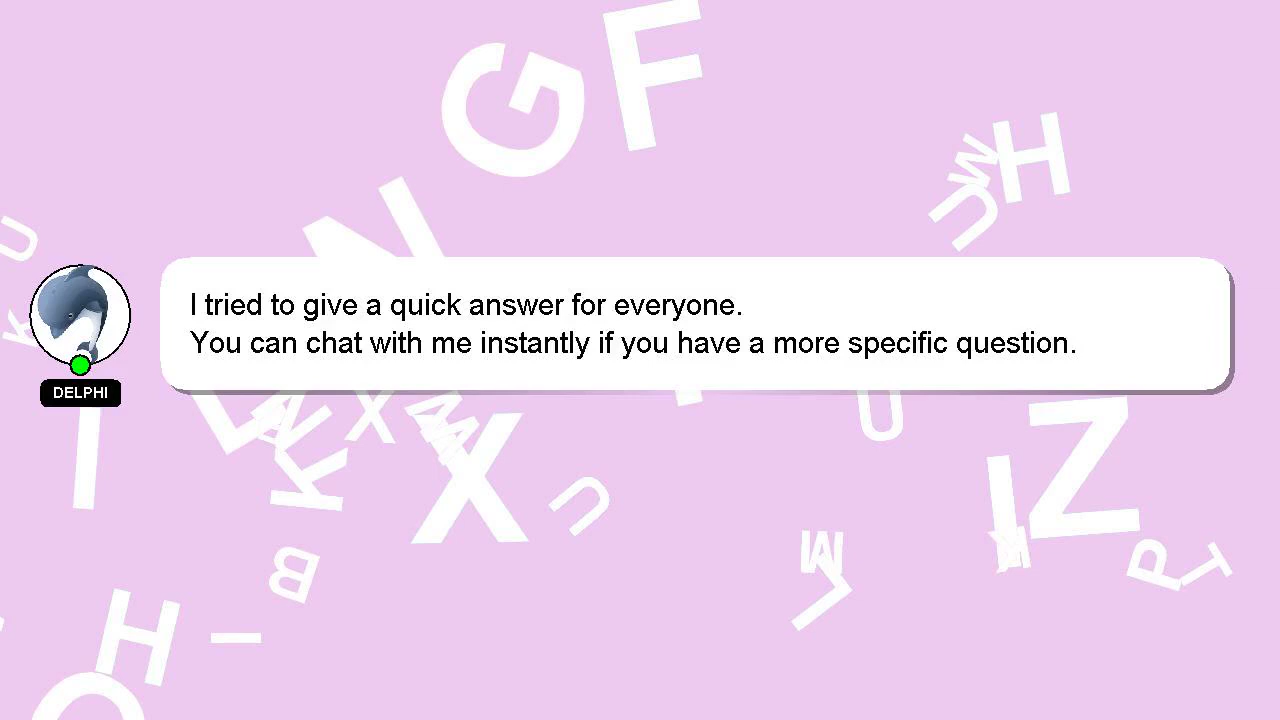 I tried to give a quick answer for everyone.
You can chat with me instantly if you have a more specific question.
DELPHI